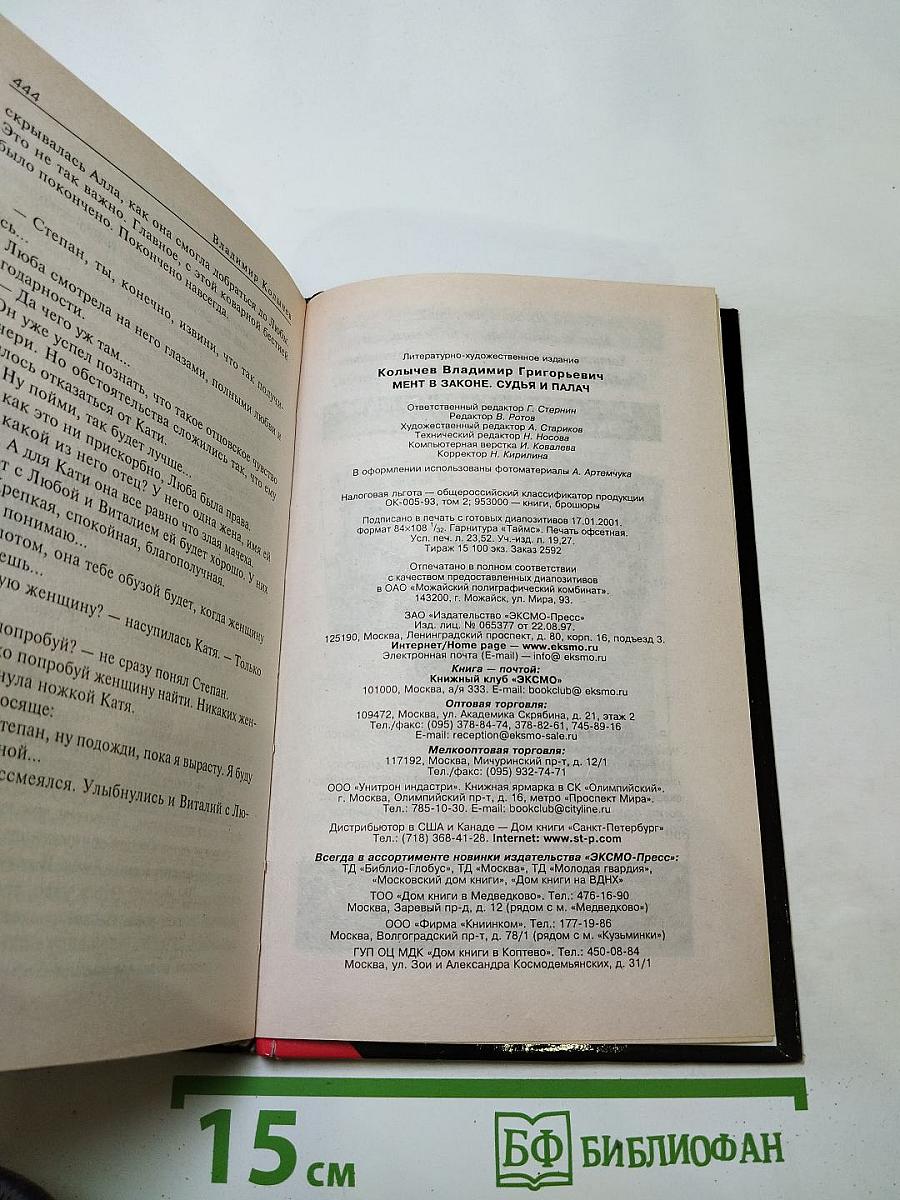 444
Владимир Колычев
скрывалась Алла, как она смогла добраться до Любы.
Это не так важно. Главное, с этой коварной бестией
было покончено. Покончено навсегда.
— Степан, ты, конечно, извини, что так получи-
сь...
Люба смотрела на него глазами, полными любви и
годарности.
— Да чего уж там...
Он уже успел познать, что такое отцовское чувство
чери. Но обстоятельства сложились так, что ему
лось отказаться от Кати.
Ну пойми, так будет лучше...
как это ни прискорбно, Люба была права.
какой из него отец? У него одна жена, имя ей
А для Кати она все равно что злая мачеха.
т с Любой и Виталием ей будет хорошо. У них
репкая, спокойная, благополучная.
понимаю...
потом, она тебе обузой будет, когда женщину
ешь...
ую женщину? — насупилась Катя. — Только
попробуй? — не сразу понял Степан.
ко попробуй женщину найти. Никаких жен-
нула ножкой Катя.
осяще:
тепан, ну подожди, пока я вырасту. Я буду
ной...
ссмеялся. Улыбнулись и Виталий с Лю-
Литературно-художественное издание
Колычев Владимир Григорьевич
МЕНТ В ЗАКОНЕ. СУДЬЯ И ПАЛАЧ
Ответственный редактор Г. Стернин
Редактор В. Ротов
Художественный редактор А. Стариков
Технический редактор Н. Носова
Компьютерная верстка И. Ковалева
Корректор Н. Кирилина
В оформлении использованы фотоматериалы А. Артемчука
Налоговая льгота — общероссийский классификатор продукции
ОК-005-93, том 2; 953000 — книги, брошюры
Подписано в печать с готовых диапозитивов 17.01.2001.
Формат 84×108 1/32. Гарнитура «Таймс». Печать офсетная.
Усп. печ. л. 23,52. Уч.-изд. л. 19,27.
Тираж 15 100 экз. Заказ 2592
Отпечатано в полном соответствии
с качеством предоставленных диапозитивов
в ОАО «Можайский полиграфический комбинат».
143200, г. Можайск, ул. Мира, 93.
ЗАО «Издательство «ЭКСМО-Пресс»
Изд. лиц. № 065377 от 22.08.97.
125190, Москва, Ленинградский проспект, д. 80, корп. 16, подъезд 3.
Интернет/Home page — www.eksmo.ru
Электронная почта (E-mail) — info@ eksmo.ru
Книга — почтой:
Книжный клуб «ЭКСМО»
101000, Москва, а/я 333. E-mail: bookclub@ eksmo.ru
Оптовая торговля:
109472, Москва, ул. Академика Скрябина, д. 21, этаж 2
Тел./факс: (095) 378-84-74, 378-82-61, 745-89-16
E-mail: reception@eksmo-sale.ru
Мелкооптовая торговля:
117192, Москва, Мичуринский пр-т, д. 12/1
Тел./факс: (095) 932-74-71
ООО «Унитрон индастри». Книжная ярмарка в СК «Олимпийский».
г. Москва, Олимпийский пр-т, д. 16, метро «Проспект Мира».
Тел.: 785-10-30. E-mail: bookclub@cityline.ru
Дистрибьютор в США и Канаде — Дом книги «Санкт-Петербург»
Тел.: (718) 368-41-28. Internet: www.st-p.com
Всегда в ассортименте новинки издательства «ЭКСМО-Пресс»:
ТД «Библио-Глобус», ТД «Москва», ТД «Молодая гвардия»,
«Московский дом книги», «Дом книги на ВДНХ»
ТОО «Дом книги в Медведково». Тел.: 476-16-90
Москва, Заревый пр-д, д. 12 (рядом с м. «Медведково»)
ООО «Фирма «Книинком». Тел.: 177-19-86
Москва, Волгоградский пр-т, д. 78/1 (рядом с м. «Кузьминки»)
ГУП ОЦ МДК «Дом книги в Коптево». Тел.: 450-08-84
Москва, ул. Зои и Александра Космодемьянских, д. 31/1
15 см
БФ БИБЛИОФАН